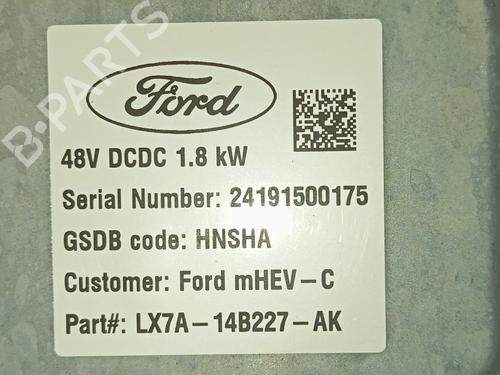 Ford
48V DCDC 1.8 kW
Serial Number: 24191500175
GSDB code: HNSHA
Customer: Ford mHEV-C
Part#: LX7A-14B227-AK
B-PARTS